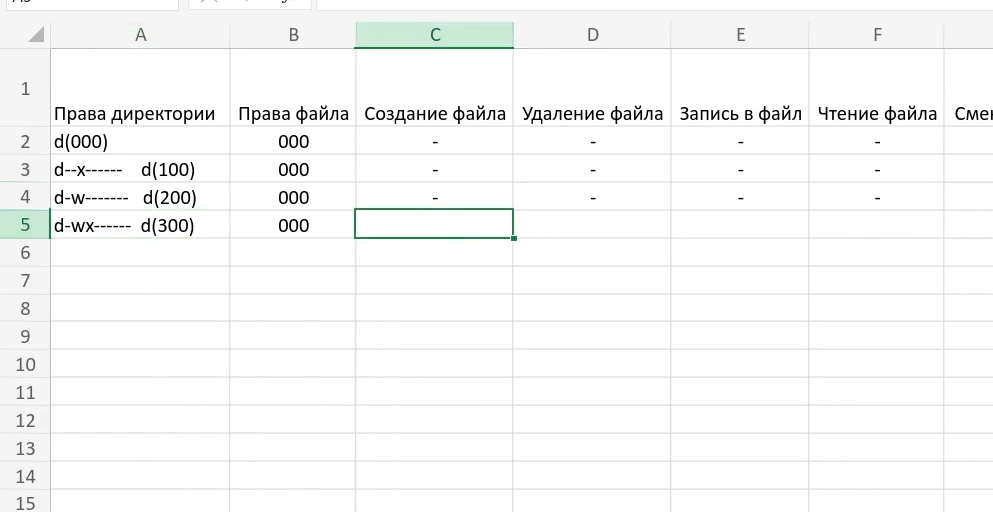 A B C D E F
1 Права директории Права файла Создание файла Удаление файла Запись в файл Чтение файла
2 d(000) 000 - - - -
3 d--x------ d(100) 000 - - - -
4 d-w------- d(200) 000 - - - -
5 d-wx------ d(300) 000
6
7
8
9
10
11
12
13
14
15